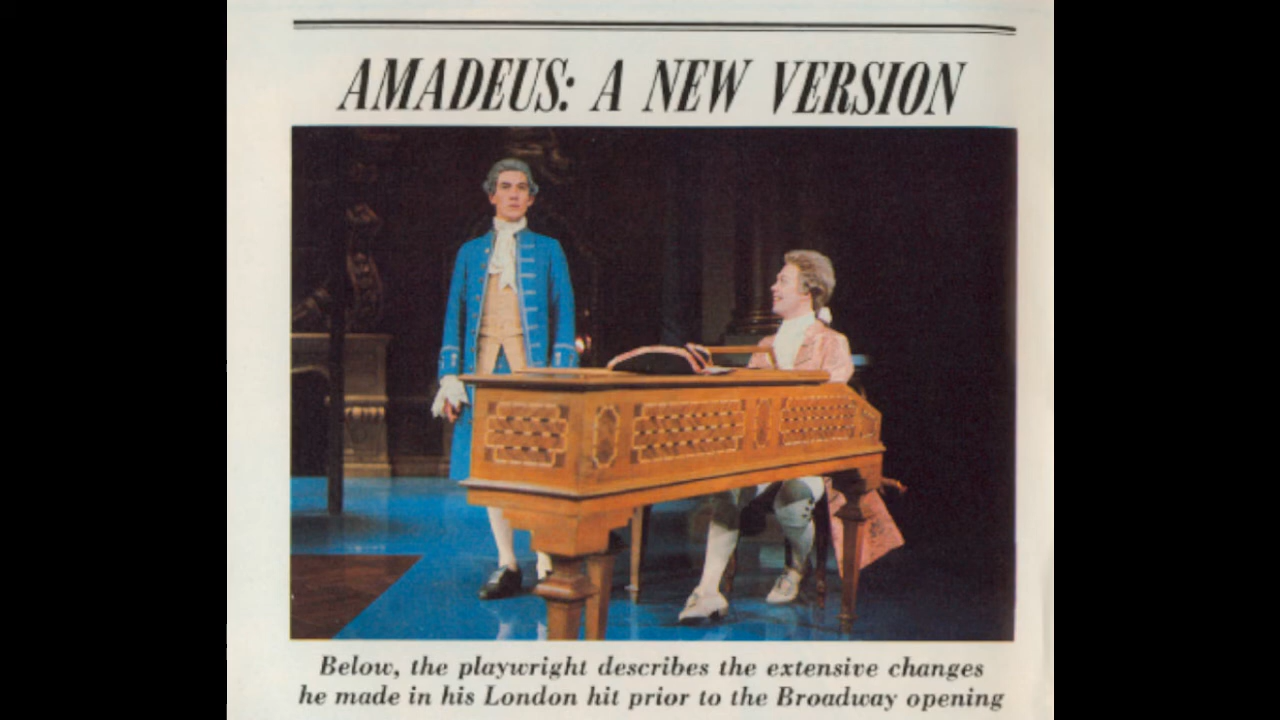 AMADEUS: A NEW VERSION
Below, the playwright describes the extensive changes
he made in his London hit prior to the Broadway opening